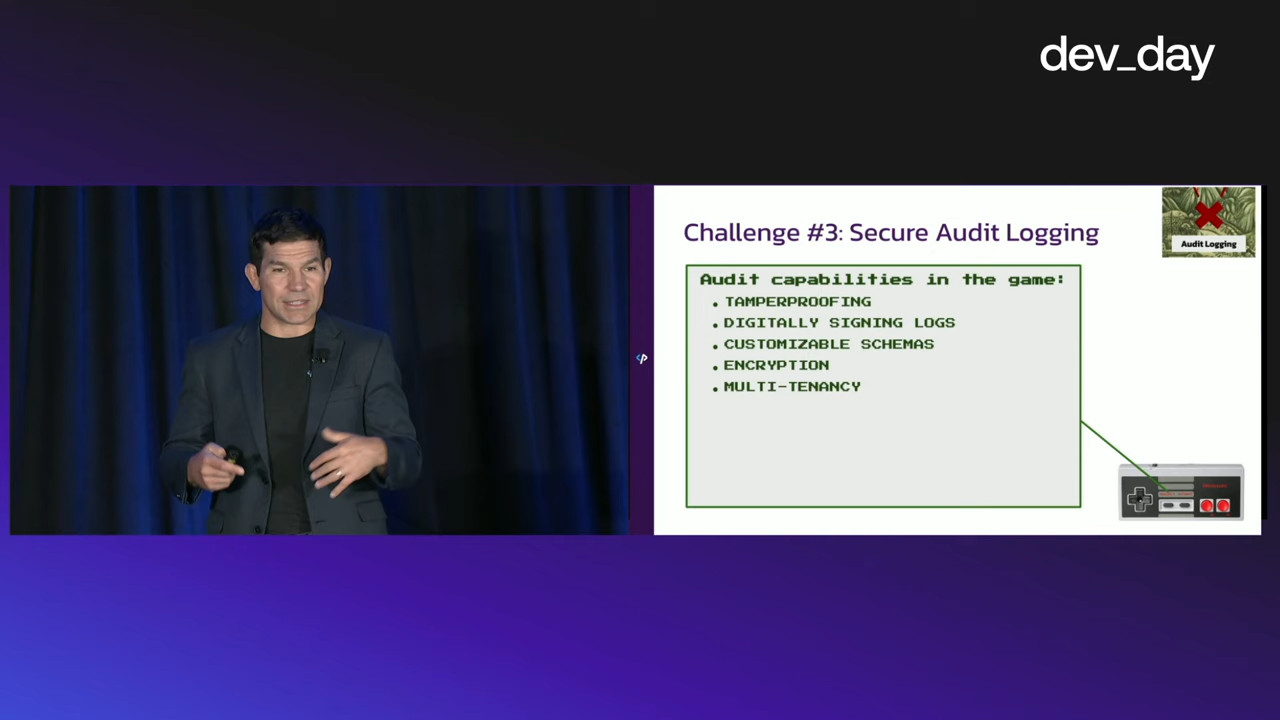 dev_day
Challenge #3: Secure Audit Logging
Audit Logging
Audit capabilities in the game:
• TAMPERPROOFING
• DIGITALLY SIGNING LOGS
• CUSTOMIZABLE SCHEMAS
• ENCRYPTION
• MULTI-TENANCY